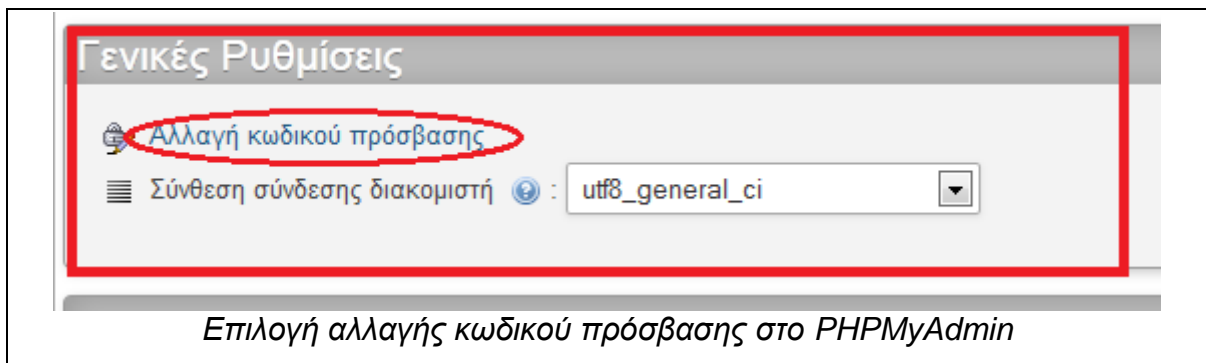 Γενικές Ρυθμίσεις
Αλλαγή κωδικού πρόσβασης
Σύνθεση σύνδεσης διακομιστή : utf8_general_ci
Επιλογή αλλαγής κωδικού πρόσβασης στο PHPMyAdmin